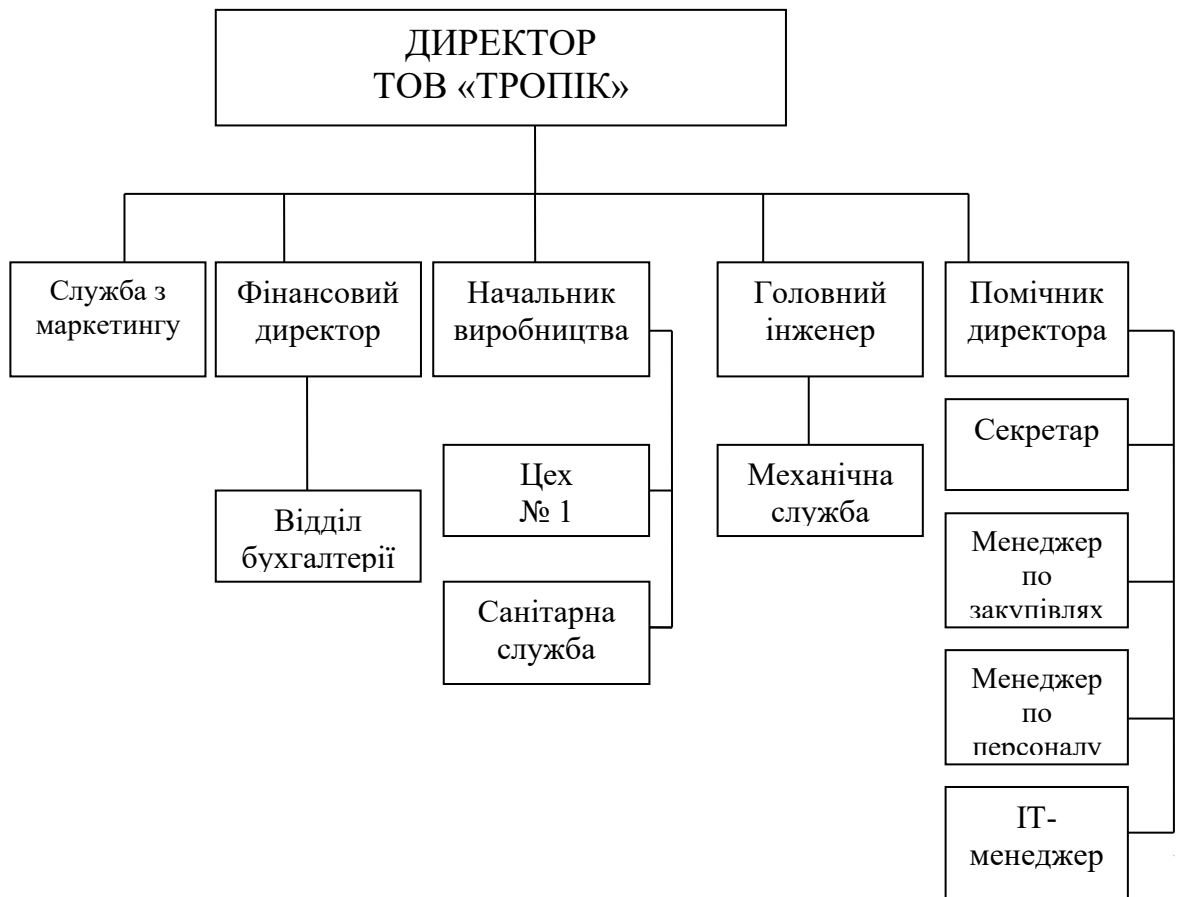 ДИРЕКТОР
ТОВ «ТРОПІК»
Служба з
маркетингу
Фінансовий
директор
Начальник
виробництва
Головний
інженер
Помічник
директора
Секретар
Цех
№ 1
Механічна
служба
Відділ
бухгалтерії
Менеджер
по
закупівлях
Санітарна
служба
Менеджер
по
персоналу
ІТ-
менеджер